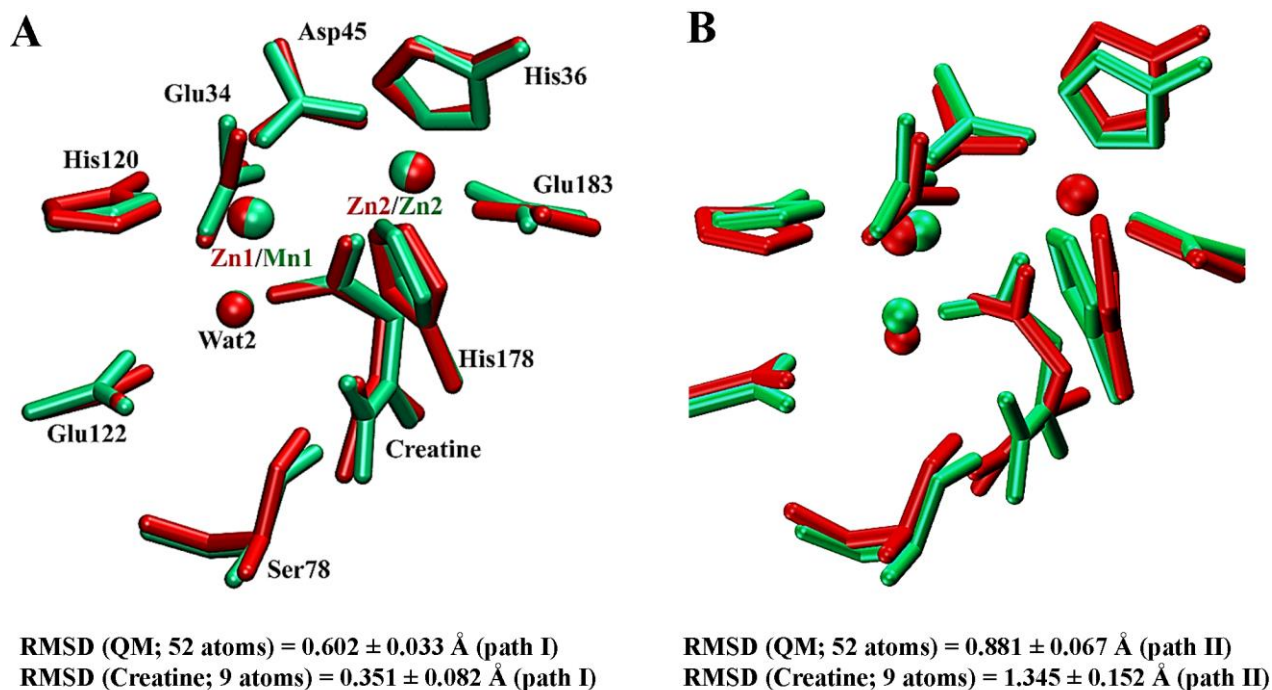 A
B
Asp45
His36
Glu34
His120
Glu183
Zn2/Zn2
Zn1/Mn1
Wat2
His178
Glu122
Creatine
Ser78
RMSD (QM; 52 atoms) = 0.602 ± 0.033 Å (path I)
RMSD (Creatine; 9 atoms) = 0.351 ± 0.082 Å (path I)
RMSD (QM; 52 atoms) = 0.881 ± 0.067 Å (path II)
RMSD (Creatine; 9 atoms) = 1.345 ± 0.152 Å (path II)